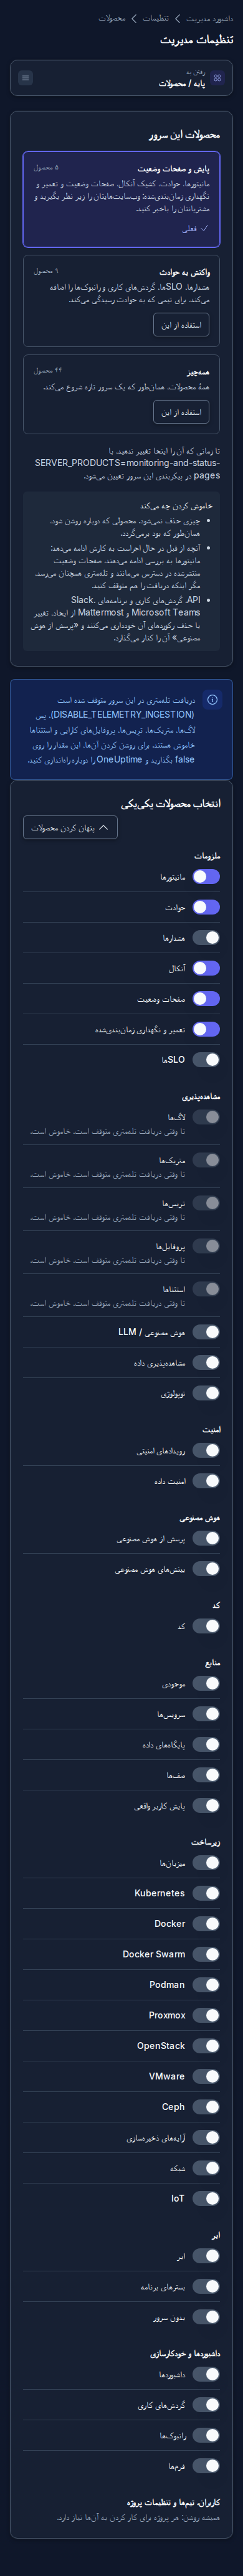 داشبورد مدیریت
تنظیمات
محصولات
تنظیمات مدیریت
رفتن به
پایه / محصولات
محصولات این سرور
پایش و صفحات وضعیت
۵ محصول
مانیتورها، حوادث، کشیک آنکال، صفحات وضعیت و تعمیر و
نگهداری زمان‌بندی‌شده: وب‌سایت‌هایتان را زیر نظر بگیرید و
مشتریانتان را باخبر کنید.
فعلی
واکنش به حوادث
۹ محصول
هشدارها، SLOها، گردش‌های کاری و رانبوک‌ها را اضافه
می‌کند، برای تیمی که به حوادث رسیدگی می‌کند.
استفاده از این
همه‌چیز
۴۴ محصول
همهٔ محصولات، همان‌طور که یک سرور تازه شروع می‌کند.
استفاده از این
تا زمانی که آن را اینجا تغییر ندهید، با
SERVER_PRODUCTS=monitoring-and-status-
pages در پیکربندی این سرور تعیین می‌شود.
خاموش کردن چه می‌کند
چیزی حذف نمی‌شود. محصولی که دوباره روشن شود،
همان‌طور که بود برمی‌گردد.
آنچه از قبل در حال اجراست به کارش ادامه می‌دهد:
مانیتورها به بررسی ادامه می‌دهند، صفحات وضعیت
منتشرشده در دسترس می‌مانند و تله‌متری همچنان می‌رسد،
مگر اینکه دریافت را هم متوقف کنید.
API، گردش‌های کاری و برنامه‌های Slack،
Microsoft Teams و Mattermost از ایجاد، تغییر
یا حذف رکوردهای آن خودداری می‌کنند و «پرسش از هوش
مصنوعی» آن را کنار می‌گذارد.
دریافت تله‌متری در این سرور متوقف شده است
(DISABLE_TELEMETRY_INGESTION)، پس
لاگ‌ها، متریک‌ها، تریس‌ها، پروفایل‌های کارایی و استثناها
خاموش هستند. برای روشن کردن آن‌ها، این مقدار را روی
false بگذارید و OneUptime را دوباره راه‌اندازی کنید.
انتخاب محصولات یکی‌یکی
پنهان کردن محصولات
ملزومات
مانیتورها
حوادث
هشدارها
آنکال
صفحات وضعیت
تعمیر و نگهداری زمان‌بندی‌شده
SLOها
مشاهده‌پذیری
لاگ‌ها
تا وقتی دریافت تله‌متری متوقف است، خاموش است.
متریک‌ها
تا وقتی دریافت تله‌متری متوقف است، خاموش است.
تریس‌ها
تا وقتی دریافت تله‌متری متوقف است، خاموش است.
پروفایل‌ها
تا وقتی دریافت تله‌متری متوقف است، خاموش است.
استثناها
تا وقتی دریافت تله‌متری متوقف است، خاموش است.
هوش مصنوعی / LLM
مشاهده‌پذیری داده
توپولوژی
امنیت
رویدادهای امنیتی
امنیت داده
هوش مصنوعی
پرسش از هوش مصنوعی
بینش‌های هوش مصنوعی
کد
کد
منابع
موجودی
سرویس‌ها
پایگاه‌های داده
صف‌ها
پایش کاربر واقعی
زیرساخت
میزبان‌ها
Kubernetes
Docker
Docker Swarm
Podman
Proxmox
OpenStack
VMware
Ceph
آرایه‌های ذخیره‌سازی
شبکه
IoT
ابر
ابر
بسترهای برنامه
بدون سرور
داشبوردها و خودکارسازی
داشبوردها
گردش‌های کاری
رانبوک‌ها
فرم‌ها
کاربران، تیم‌ها و تنظیمات پروژه
همیشه روشن: هر پروژه برای کار کردن به آن‌ها نیاز دارد.